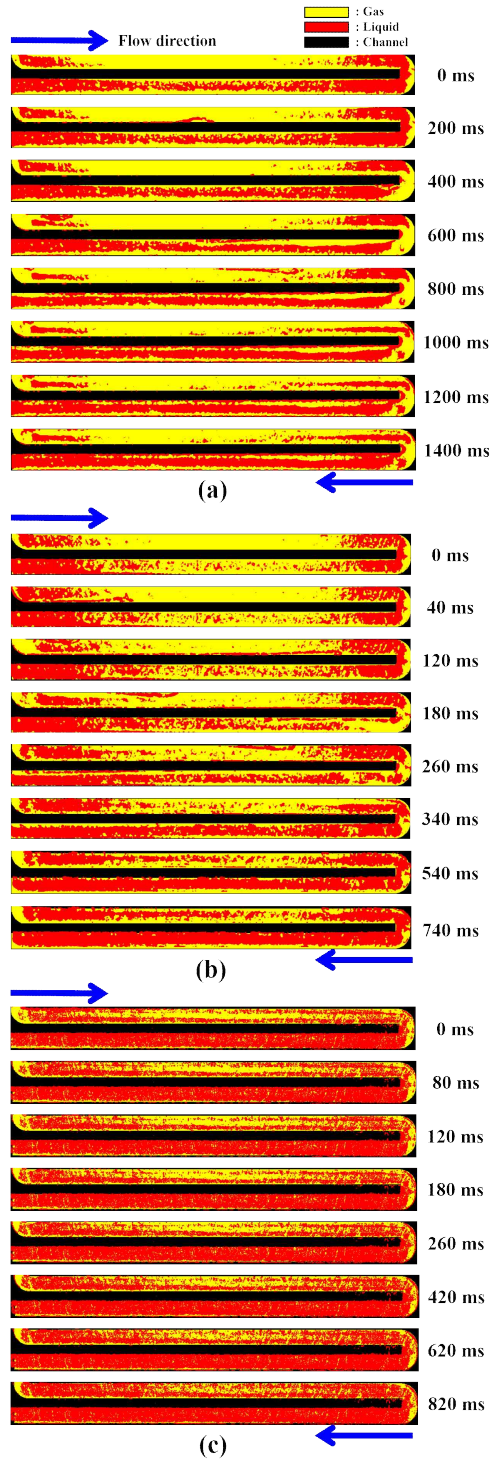 : Gas
: Liquid
: Channel
Flow direction
0 ms
200 ms
400 ms
600 ms
800 ms
1000 ms
1200 ms
1400 ms
(a)
0 ms
40 ms
120 ms
180 ms
260 ms
340 ms
540 ms
740 ms
(b)
0 ms
80 ms
120 ms
180 ms
260 ms
420 ms
620 ms
820 ms
(c)